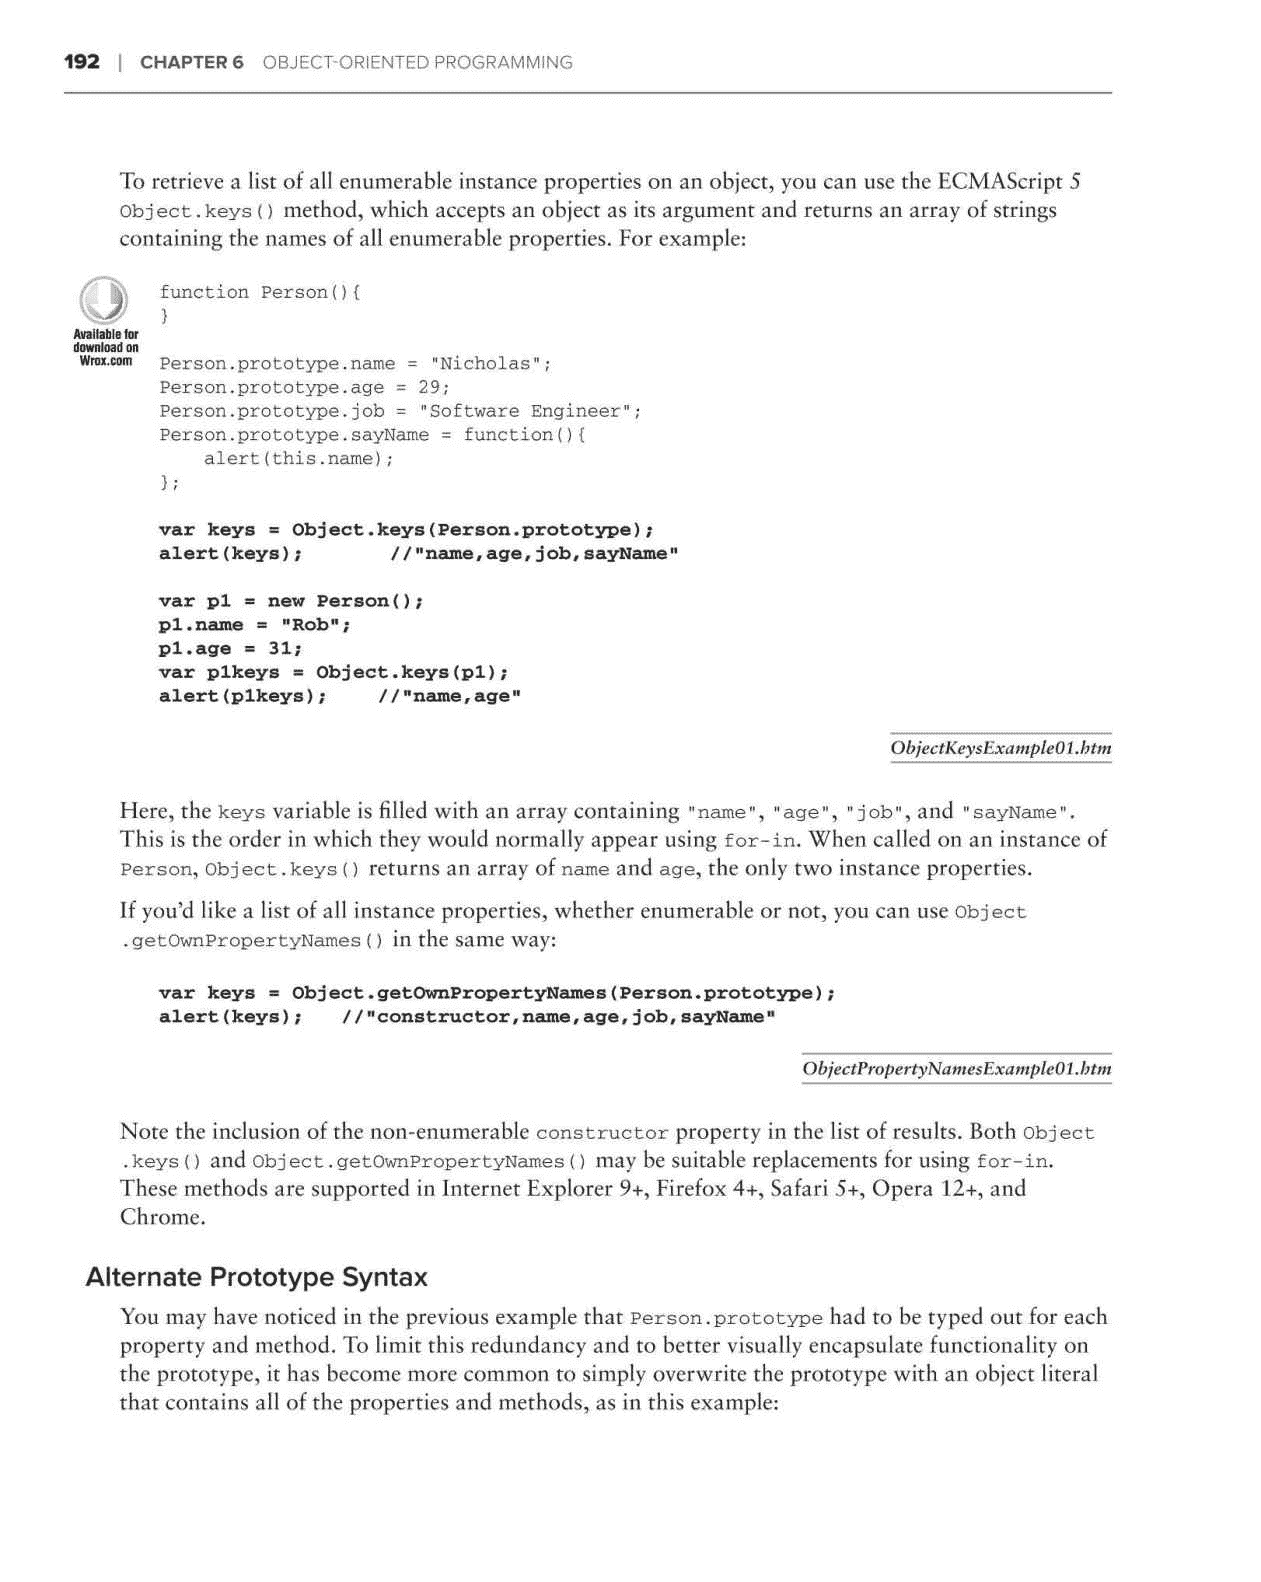 192 | CHAPTER 6 OBJECT-ORIENTED PROGRAMMING
To retrieve a list of all enumerable instance properties on an object, you can use the ECMAScript 5
Object.keys() method, which accepts an object as its argument and returns an array of strings
containing the names of all enumerable properties. For example:
Available for
download on
Wrox.com
function Person(){
}
Person.prototype.name = "Nicholas";
Person.prototype.age = 29;
Person.prototype.job = "Software Engineer";
Person.prototype.sayName = function(){
    alert(this.name);
};
var keys = Object.keys(Person.prototype);
alert(keys);       //"name,age,job,sayName"
var p1 = new Person();
p1.name = "Rob";
p1.age = 31;
var p1keys = Object.keys(p1);
alert(p1keys);    //"name,age"
ObjectKeysExample01.htm
Here, the keys variable is filled with an array containing "name", "age", "job", and "sayName".
This is the order in which they would normally appear using for-in. When called on an instance of
Person, Object.keys() returns an array of name and age, the only two instance properties.
If you’d like a list of all instance properties, whether enumerable or not, you can use Object
.getOwnPropertyNames() in the same way:
var keys = Object.getOwnPropertyNames(Person.prototype);
alert(keys);   //"constructor,name,age,job,sayName"
ObjectPropertyNamesExample01.htm
Note the inclusion of the non-enumerable constructor property in the list of results. Both Object
.keys() and Object.getOwnPropertyNames() may be suitable replacements for using for-in.
These methods are supported in Internet Explorer 9+, Firefox 4+, Safari 5+, Opera 12+, and
Chrome.
Alternate Prototype Syntax
You may have noticed in the previous example that Person.prototype had to be typed out for each
property and method. To limit this redundancy and to better visually encapsulate functionality on
the prototype, it has become more common to simply overwrite the prototype with an object literal
that contains all of the properties and methods, as in this example: